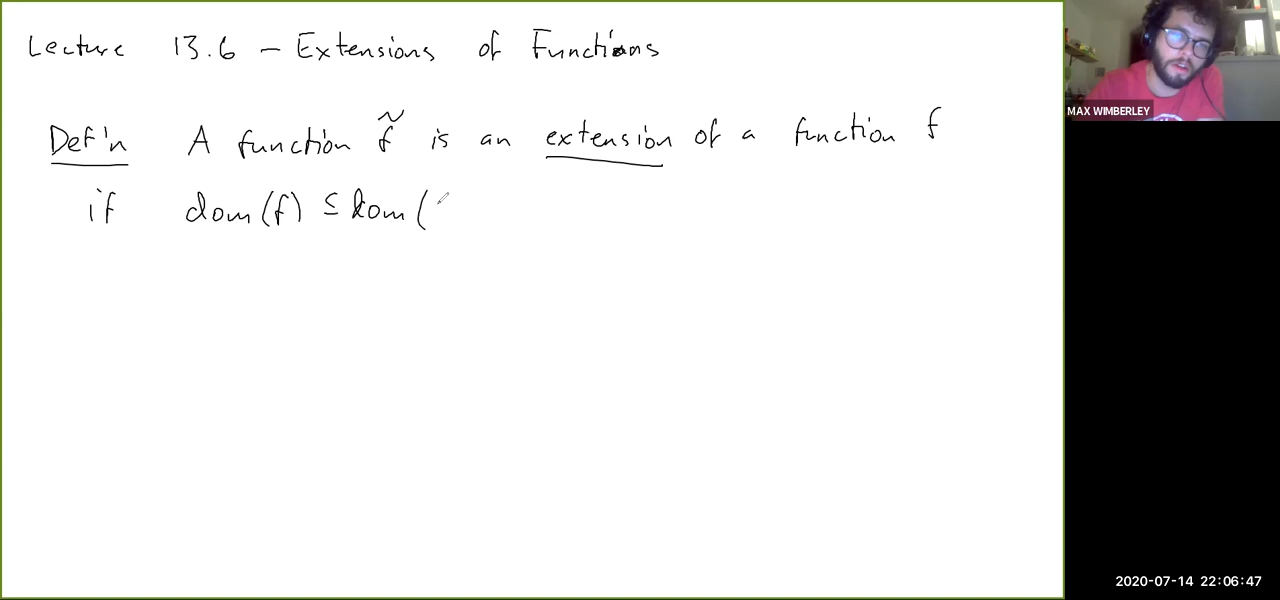 Lecture 13.6 - Extensions of Functions
MAX WIMBERLEY
Def'n A function f̃ is an extension of a function f
if dom(f) ⊆ dom(
2020-07-14 22:06:47